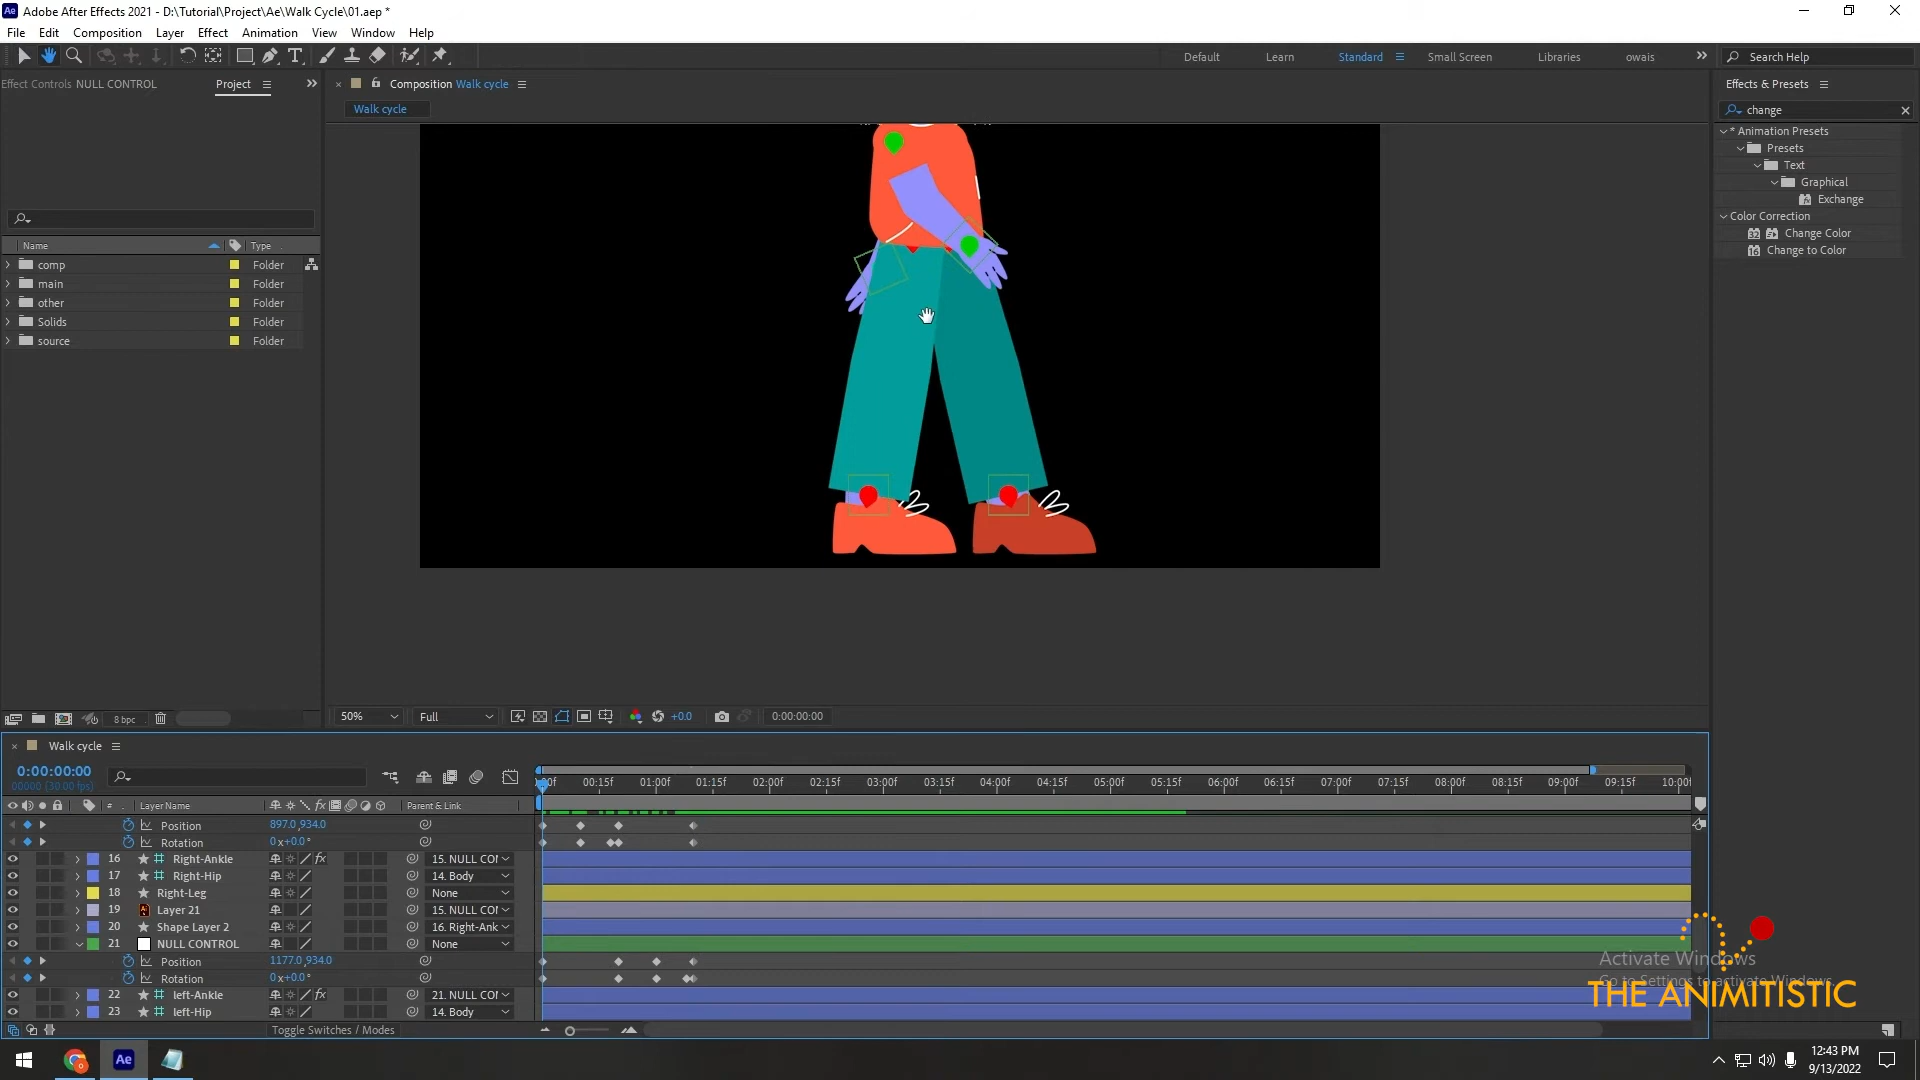 Adobe After Effects 2021 - D:\Tutorial\Project\Ae\Walk Cycle\01.aep *
File Edit Composition Layer Effect Animation View Window Help
Default Learn Standard Small Screen Libraries owais Search Help
Effect Controls NULL CONTROL Project
Composition Walk cycle
Effects & Presets
Walk cycle
change
* Animation Presets
Presets
Text
Graphical
Exchange
Color Correction
Change Color
Change to Color
Name Type
comp Folder
main Folder
other Folder
Solids Folder
source Folder
8 bpc
50% Full +0.0 0:00:00:00
Walk cycle
0:00:00:00
00000 (30.00 fps)
00f 00:15f 01:00f 01:15f 02:00f 02:15f 03:00f 03:15f 04:00f 04:15f 05:00f 05:15f 06:00f 06:15f 07:00f 07:15f 08:00f 08:15f 09:00f 09:15f 10:00f
# Layer Name Parent & Link
Position 897.0,934.0
Rotation 0x+0.0°
16 Right-Ankle 15. NULL CON
17 Right-Hip 14. Body
18 Right-Leg None
19 Layer 21 15. NULL CON
20 Shape Layer 2 16. Right-Ank
21 NULL CONTROL None
Position 1177.0,934.0
Rotation 0x+0.0°
22 left-Ankle 21. NULL CON
23 left-Hip 14. Body
Toggle Switches / Modes
Activate Windows
Go to Settings to activate Windows.
THE ANIMITISTIC
Ae
12:43 PM
9/13/2022